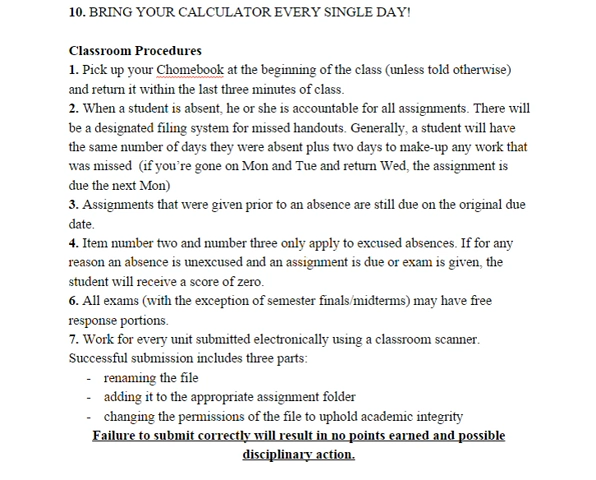 10. BRING YOUR CALCULATOR EVERY SINGLE DAY!
Classroom Procedures
1. Pick up your Chomebook at the beginning of the class (unless told otherwise)
and return it within the last three minutes of class.
2. When a student is absent, he or she is accountable for all assignments. There will
be a designated filing system for missed handouts. Generally, a student will have
the same number of days they were absent plus two days to make-up any work that
was missed (if you're gone on Mon and Tue and return Wed, the assignment is
due the next Mon)
3. Assignments that were given prior to an absence are still due on the original due
date.
4. Item number two and number three only apply to excused absences. If for any
reason an absence is unexcused and an assignment is due or exam is given, the
student will receive a score of zero.
6. All exams (with the exception of semester finals/midterms) may have free
response portions.
7. Work for every unit submitted electronically using a classroom scanner.
Successful submission includes three parts:
- renaming the file
- adding it to the appropriate assignment folder
- changing the permissions of the file to uphold academic integrity
Failure to submit correctly will result in no points earned and possible
disciplinary action.